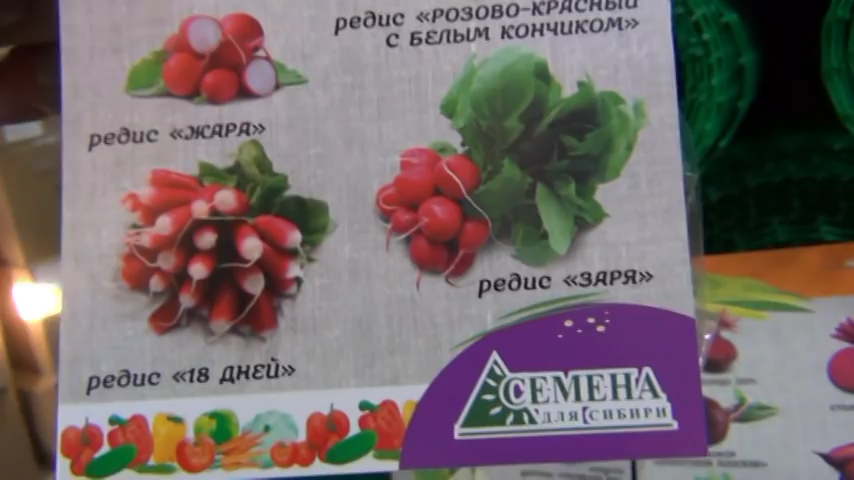 редис «РОЗОВО-КРАСНЫЙ
С БЕЛЫМ КОНЧИКОМ»
редис «ЖАРА»
редис «ЗАРЯ»
редис «18 ДНЕЙ»
СЕМЕНА
ДЛЯ СИБИРИ